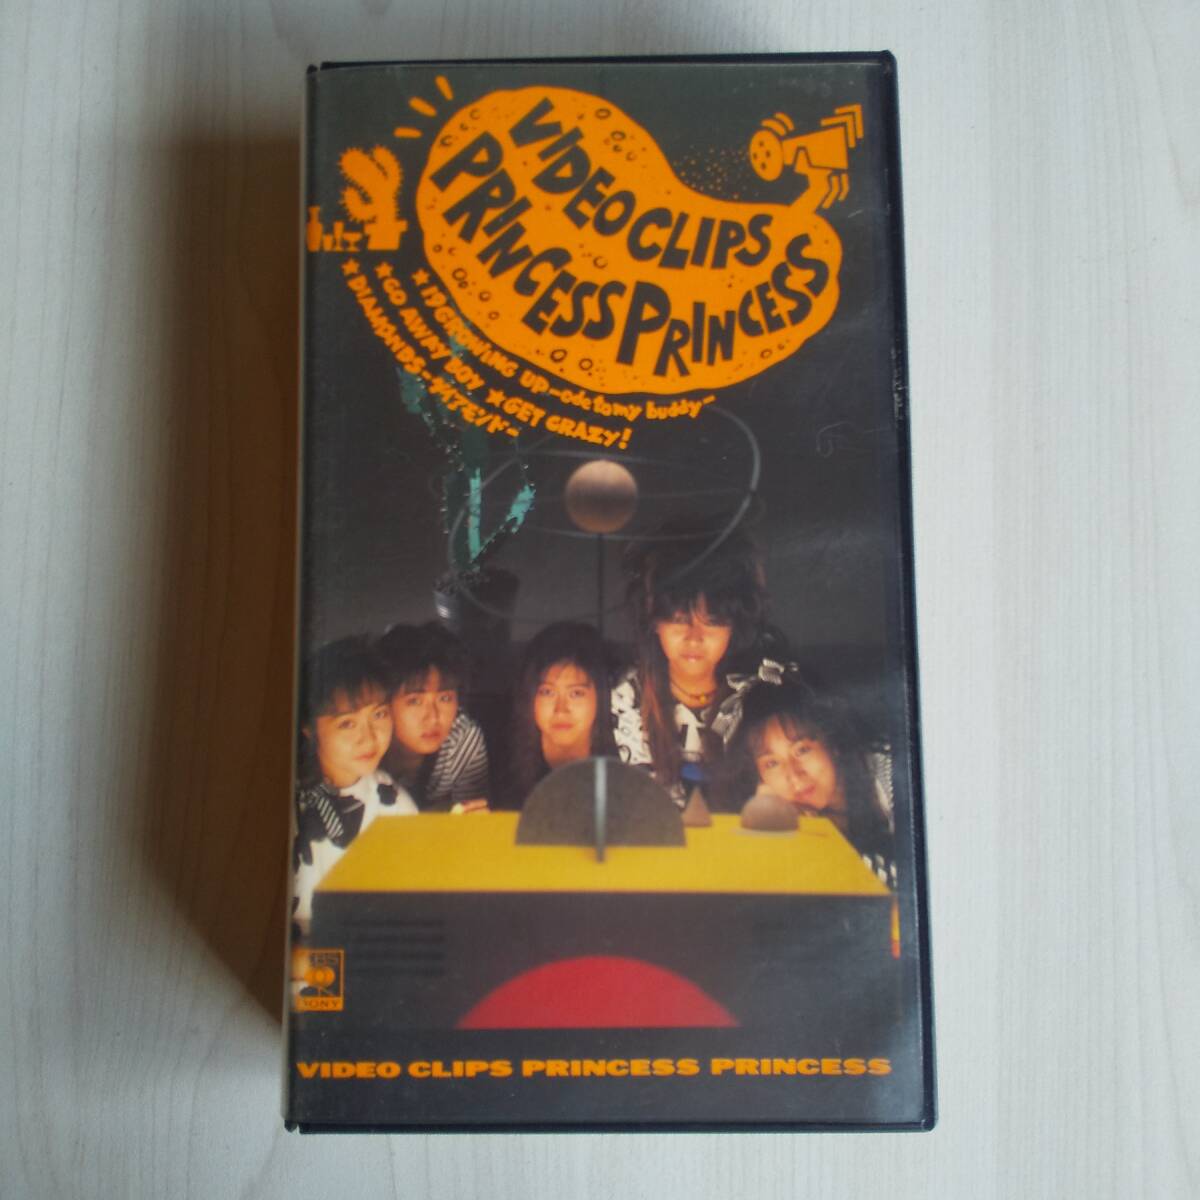 VIDEO CLIPS
PRINCESS PRINCESS
★19 GROWING UP -ode to my buddy-
★GO AWAY BOY ★GET CRAZY!
★DIAMONDS -ダイアモンド-
CBS
SONY
VIDEO CLIPS PRINCESS PRINCESS